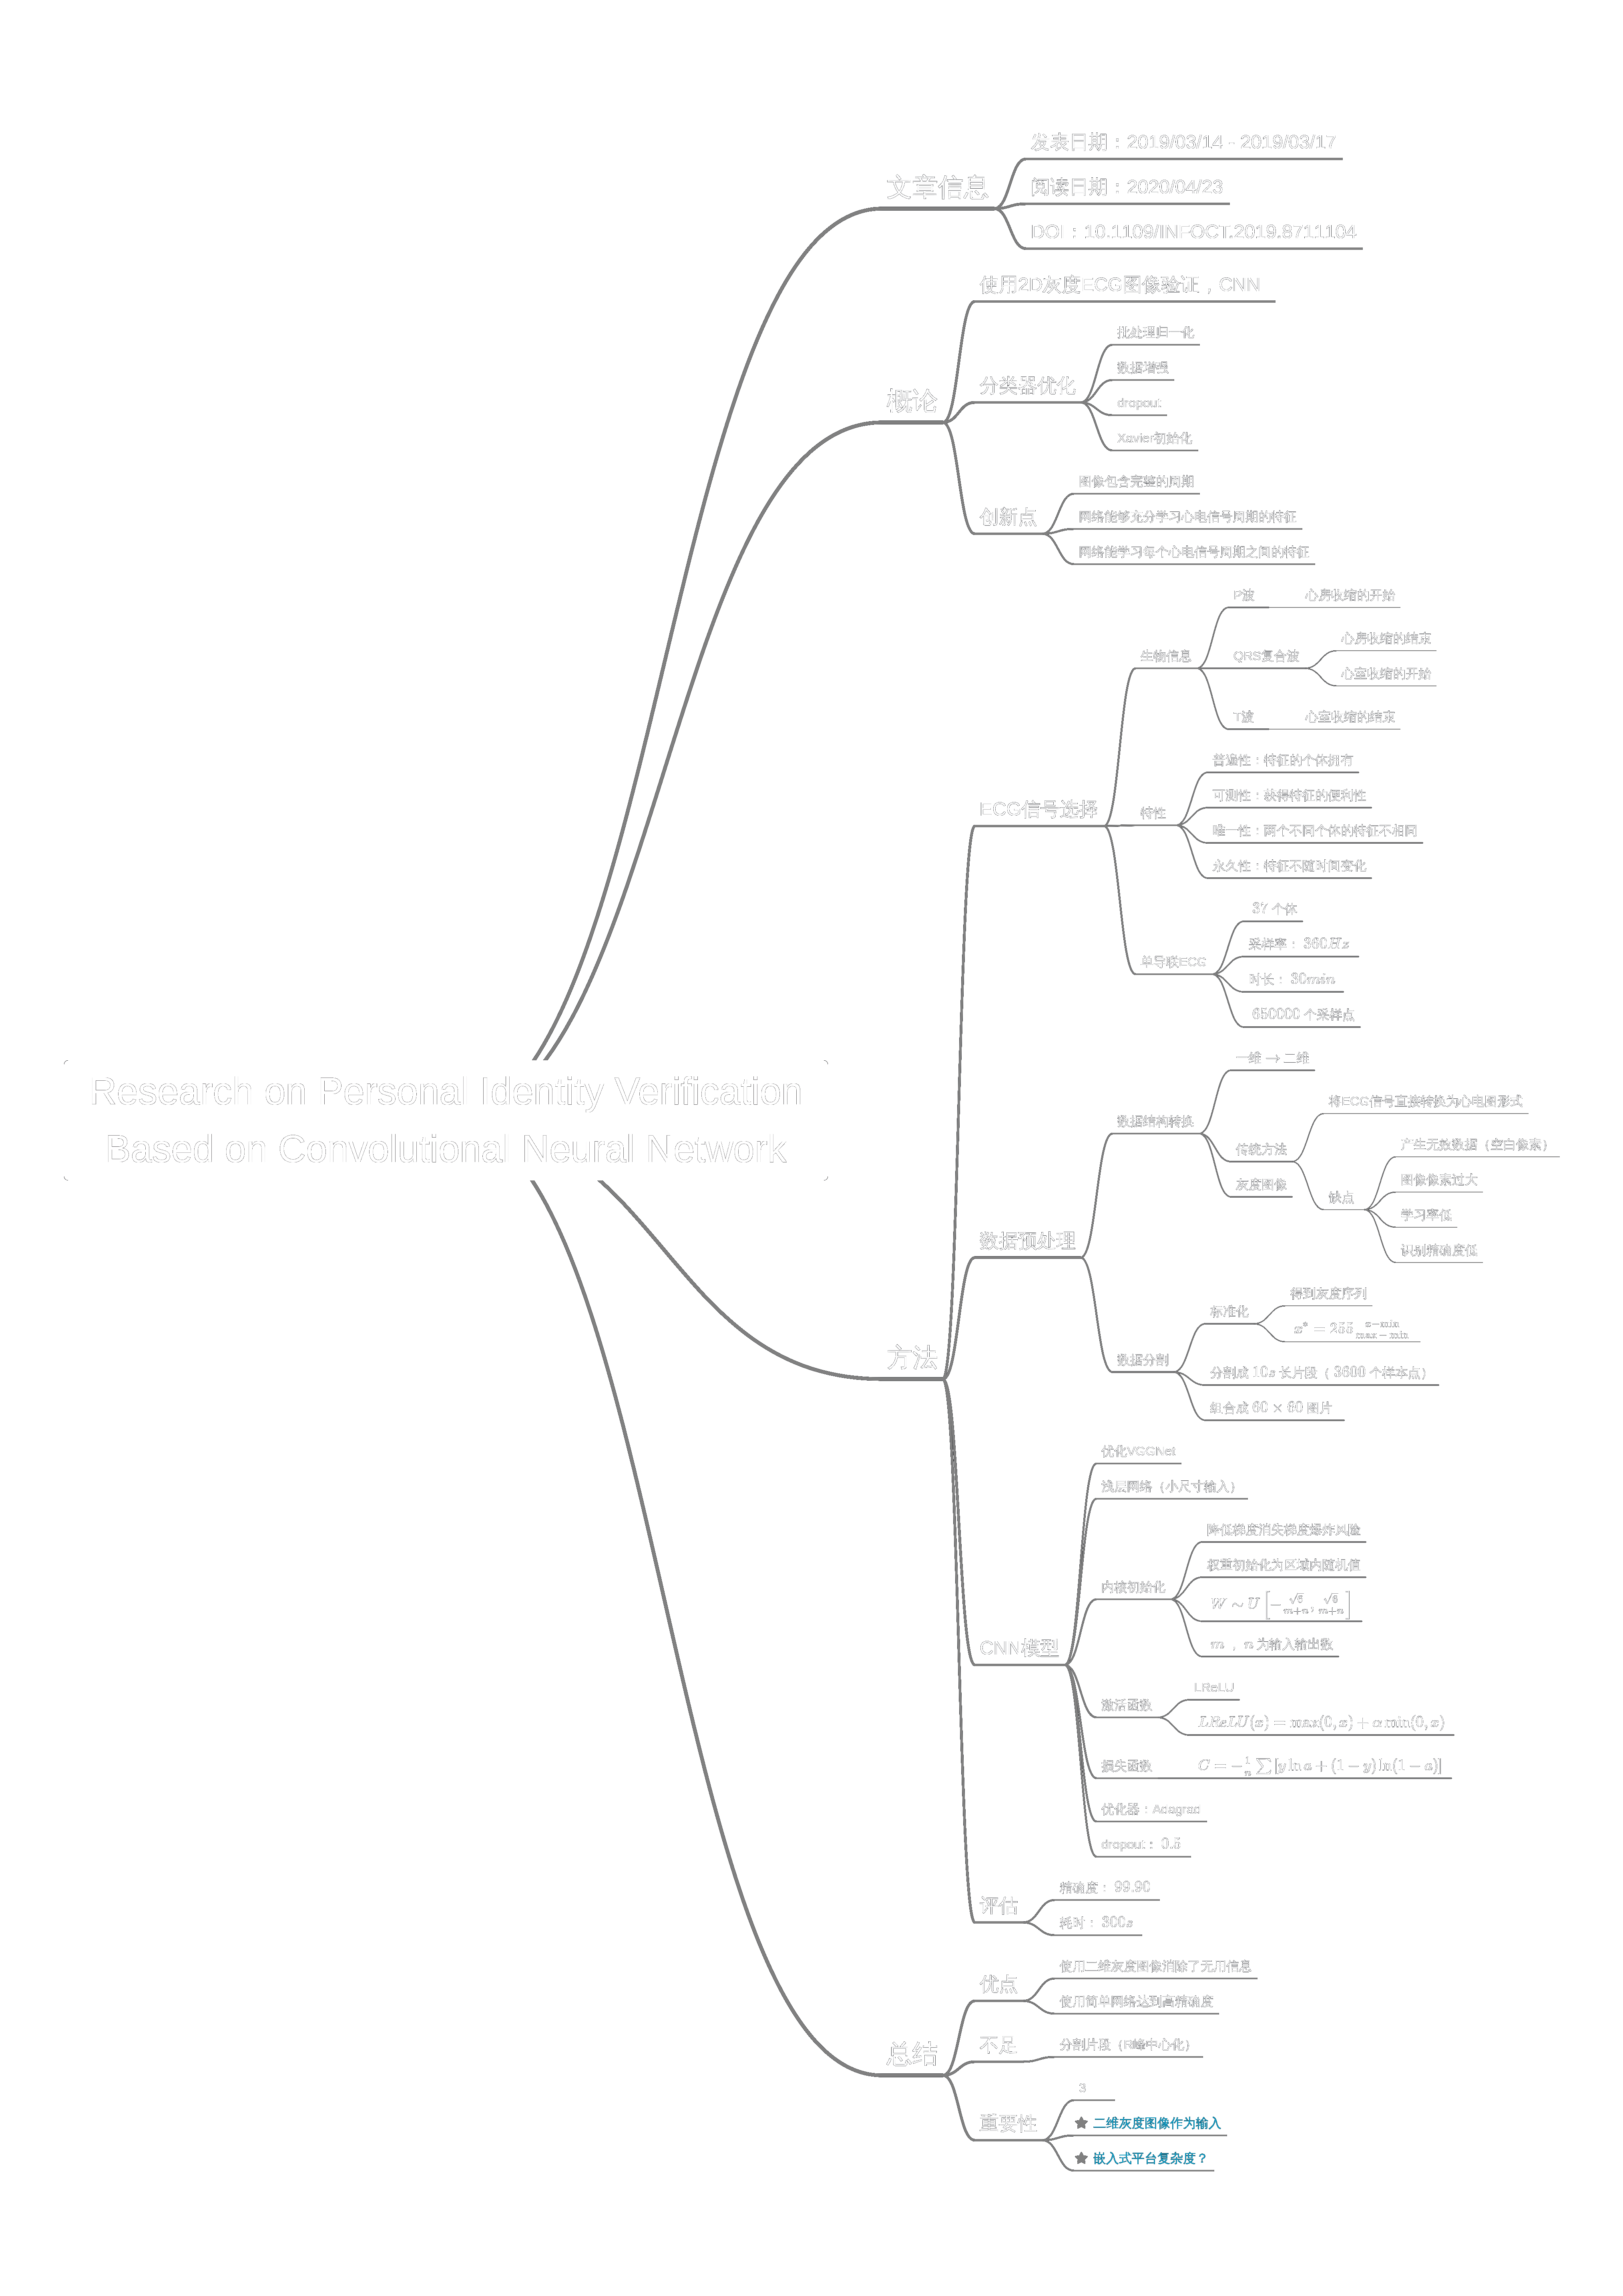 Research on Personal Identity Verification
Based on Convolutional Neural Network
文章信息
发表日期：2019/03/14 - 2019/03/17
阅读日期：2020/04/23
DOI：10.1109/INFOCT.2019.8711104
概论
使用2D灰度ECG图像验证，CNN
分类器优化
批处理归一化
数据增强
dropout
Xavier初始化
创新点
图像包含完整的周期
网络能够充分学习心电信号周期的特征
网络能学习每个心电信号周期之间的特征
方法
ECG信号选择
生物信息
P波
心房收缩的开始
QRS复合波
心房收缩的结束
心室收缩的开始
T波
心室收缩的结束
特性
普遍性：特征的个体拥有
可测性：获得特征的便利性
唯一性：两个不同个体的特征不相同
永久性：特征不随时间变化
单导联ECG
37 个体
采样率： 360Hz
时长： 30min
650000 个采样点
数据预处理
数据结构转换
一维 → 二维
传统方法
将ECG信号直接转换为心电图形式
缺点
产生无效数据（空白像素）
图像像素过大
学习率低
识别精确度低
灰度图像
数据分割
标准化
得到灰度序列
x* = 255 (x−min)/(max−min)
分割成 10s 长片段（ 3600 个样本点）
组合成 60 × 60 图片
CNN模型
优化VGGNet
浅层网络（小尺寸输入）
内核初始化
降低梯度消失梯度爆炸风险
权重初始化为区域内随机值
W ∼ U [−√6/(m+n), √6/(m+n)]
m ， n 为输入输出数
激活函数
LReLU
LReLU(x) = max(0, x) + α min(0, x)
损失函数
C = −1/n ∑ [y ln a + (1 − y) ln(1 − a)]
优化器：Adagrad
dropout： 0.5
评估
精确度： 99.90
耗时： 300s
总结
优点
使用二维灰度图像消除了无用信息
使用简单网络达到高精确度
不足
分割片段（R峰中心化）
重要性
3
★ 二维灰度图像作为输入
★ 嵌入式平台复杂度？